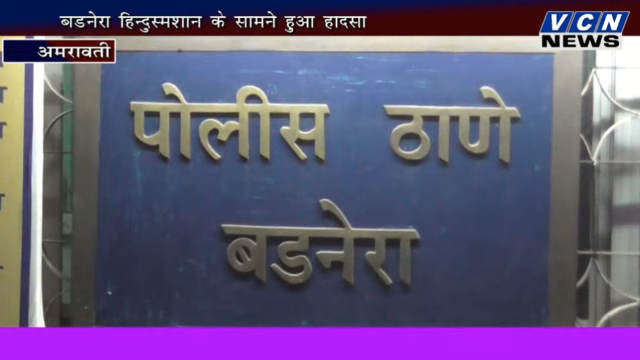 बडनेरा हिन्दुस्मशान के सामने हुआ हादसा
VCN
NEWS
अमरावती
पोलीस ठाणे
बडनेरा